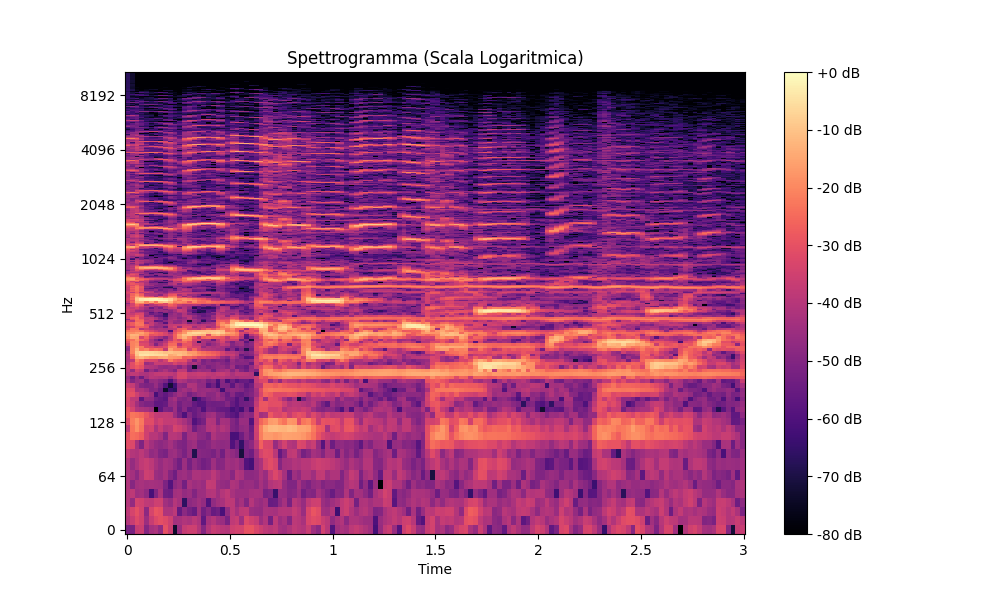 Spettrogramma (Scala Logaritmica)
Hz
8192
4096
2048
1024
512
256
128
64
0
0
0.5
1
1.5
2
2.5
3
Time
+0 dB
-10 dB
-20 dB
-30 dB
-40 dB
-50 dB
-60 dB
-70 dB
-80 dB